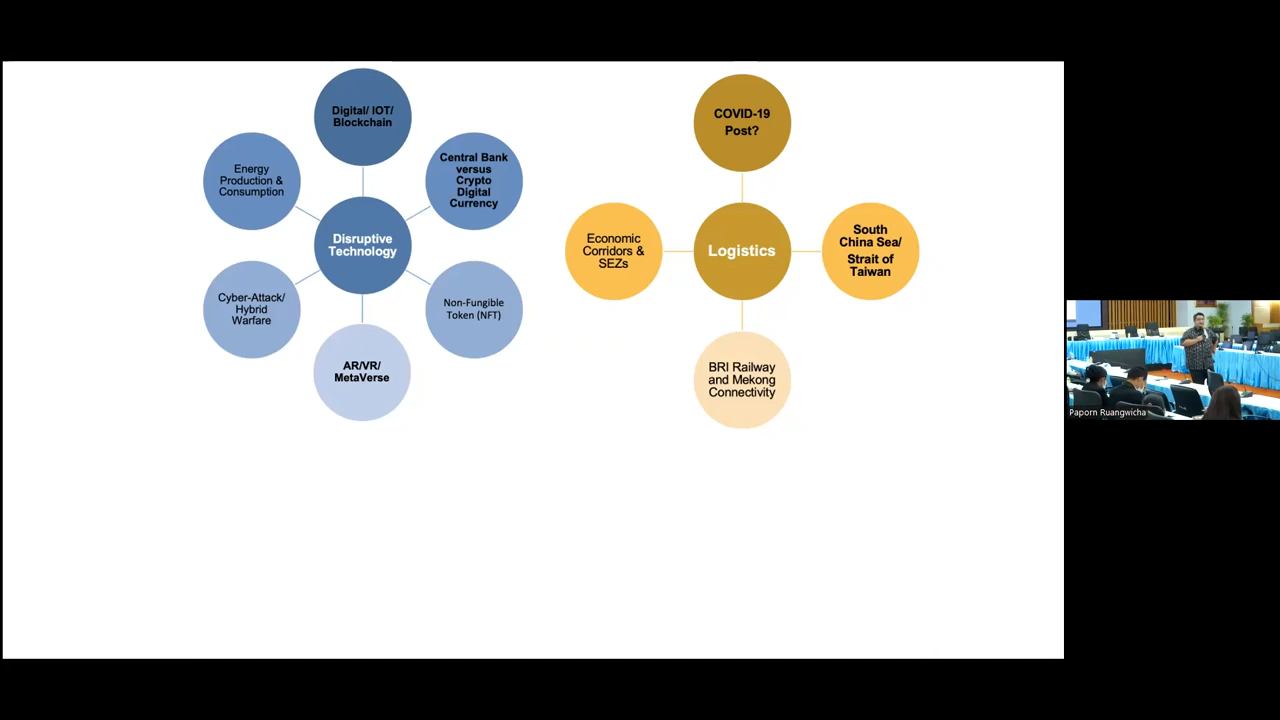 Digital/ IOT/
Blockchain
Central Bank
versus
Crypto
Digital
Currency
Non-Fungible
Token (NFT)
AR/VR/
MetaVerse
Cyber-Attack/
Hybrid
Warfare
Energy
Production &
Consumption
Disruptive
Technology
COVID-19
Post?
South
China Sea/
Strait of
Taiwan
BRI Railway
and Mekong
Connectivity
Economic
Corridors &
SEZs
Logistics
Paporn Ruangwicha